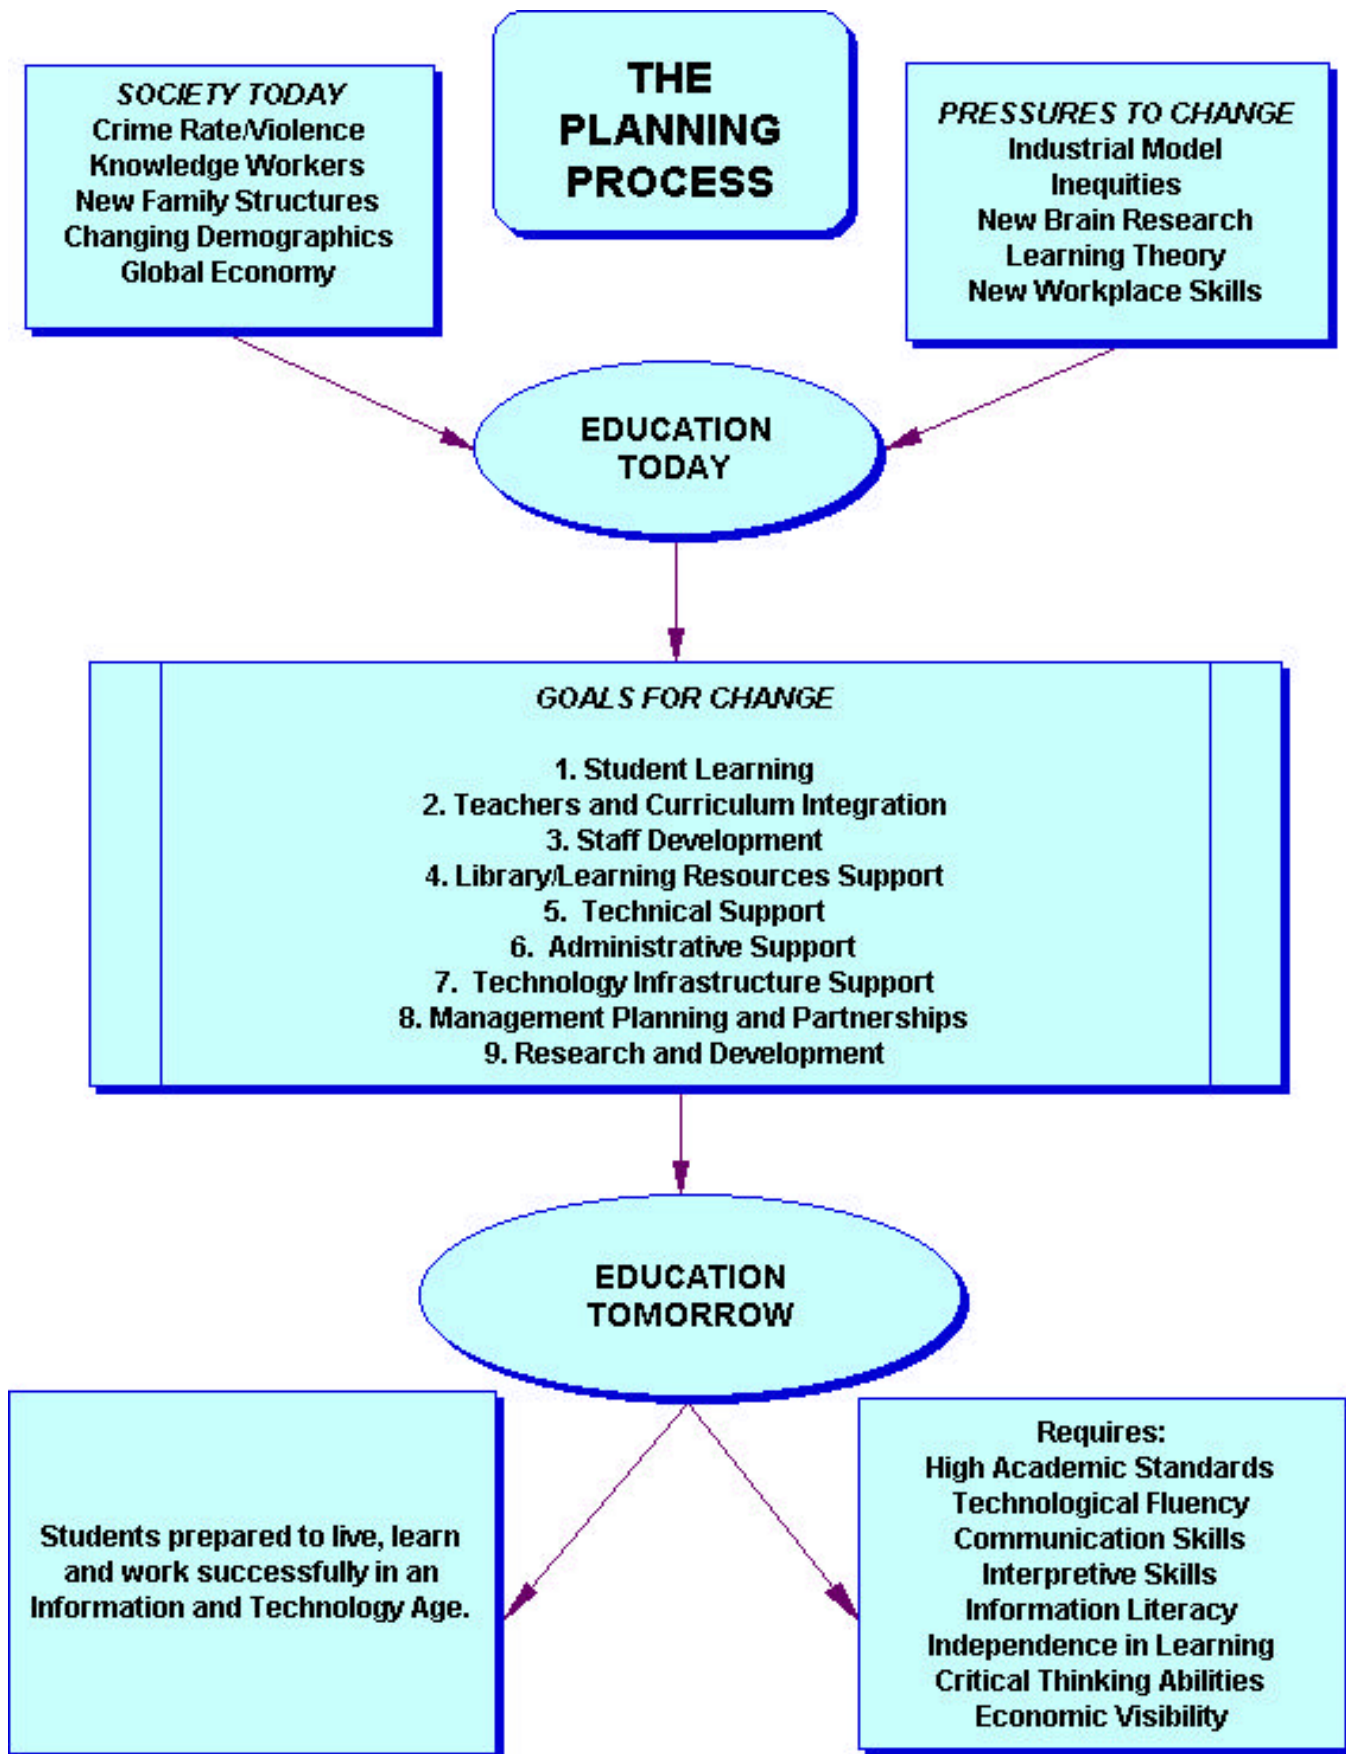 THE
PLANNING
PROCESS
SOCIETY TODAY
Crime Rate/Violence
Knowledge Workers
New Family Structures
Changing Demographics
Global Economy
PRESSURES TO CHANGE
Industrial Model
Inequities
New Brain Research
Learning Theory
New Workplace Skills
EDUCATION
TODAY
GOALS FOR CHANGE
1. Student Learning
2. Teachers and Curriculum Integration
3. Staff Development
4. Library/Learning Resources Support
5. Technical Support
6. Administrative Support
7. Technology Infrastructure Support
8. Management Planning and Partnerships
9. Research and Development
EDUCATION
TOMORROW
Students prepared to live, learn
and work successfully in an
Information and Technology Age.
Requires:
High Academic Standards
Technological Fluency
Communication Skills
Interpretive Skills
Information Literacy
Independence in Learning
Critical Thinking Abilities
Economic Visibility